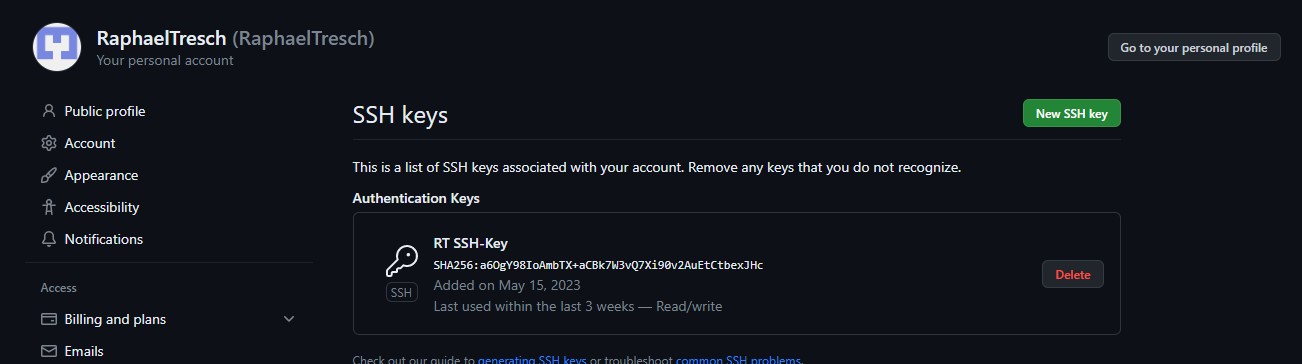 RaphaelTresch (RaphaelTresch)
Your personal account
Go to your personal profile
Public profile
Account
Appearance
Accessibility
Notifications
Access
Billing and plans
Emails
SSH keys
New SSH key
This is a list of SSH keys associated with your account. Remove any keys that you do not recognize.
Authentication Keys
RT SSH-Key
SHA256:a6OgY98IoAmbTX+aCBk7W3vQ7Xi90v2AuEtCtbexJHc
Added on May 15, 2023
Last used within the last 3 weeks — Read/write
SSH
Delete
Check out our guide to generating SSH keys or troubleshoot common SSH problems.